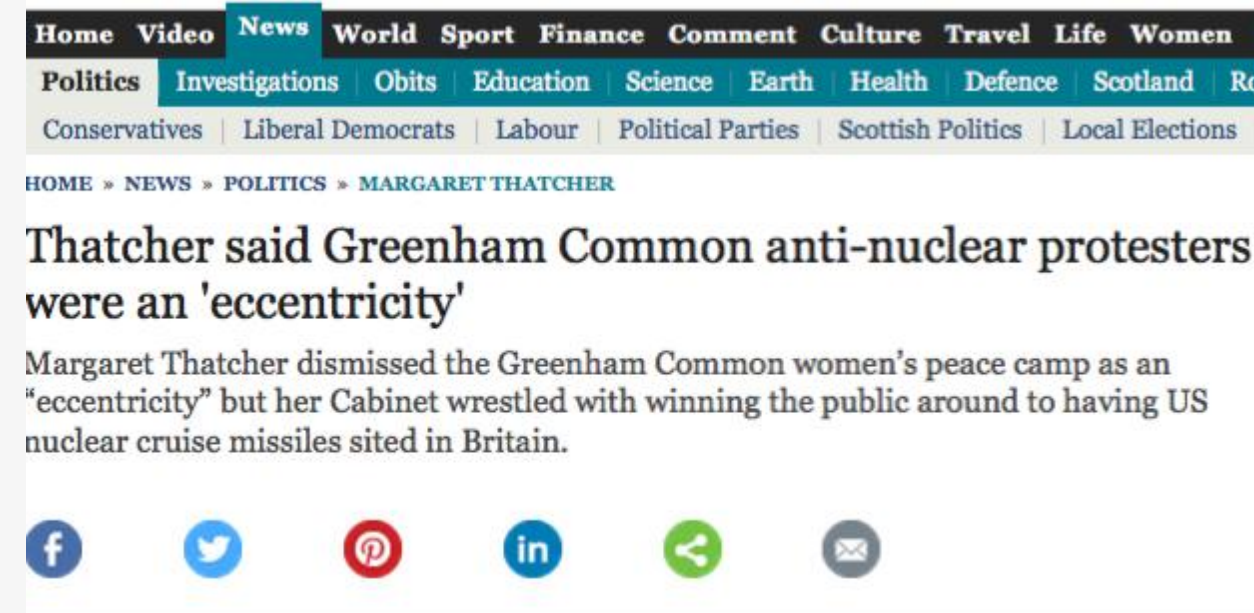 Home Video News World Sport Finance Comment Culture Travel Life Women
Politics Investigations Obits Education Science Earth Health Defence Scotland
Conservatives | Liberal Democrats | Labour | Political Parties | Scottish Politics | Local Elections
HOME » NEWS » POLITICS » MARGARET THATCHER
Thatcher said Greenham Common anti-nuclear protesters
were an 'eccentricity'
Margaret Thatcher dismissed the Greenham Common women’s peace camp as an
“eccentricity” but her Cabinet wrestled with winning the public around to having US
nuclear cruise missiles sited in Britain.